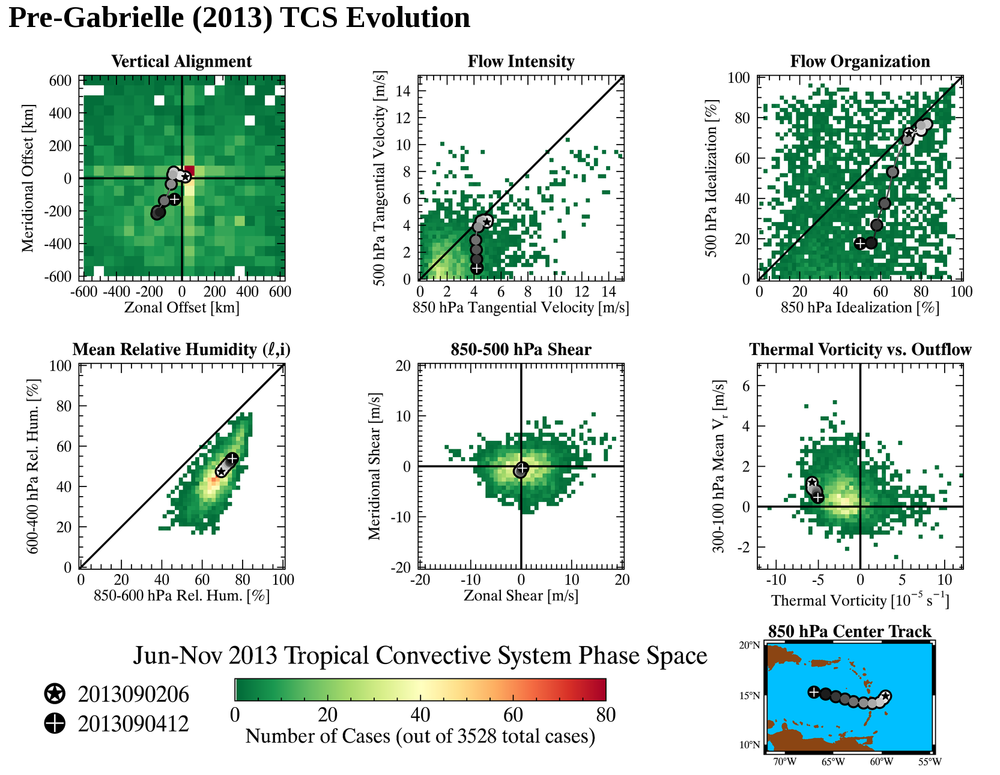 Pre-Gabrielle (2013) TCS Evolution
Vertical Alignment
Meridional Offset [km]
600
400
200
0
-200
-400
-600
-600 -400 -200 0 200 400 600
Zonal Offset [km]
Flow Intensity
500 hPa Tangential Velocity [m/s]
14
12
10
8
6
4
2
0
0 2 4 6 8 10 12 14
850 hPa Tangential Velocity [m/s]
Flow Organization
500 hPa Idealization [%]
100
80
60
40
20
0
0 20 40 60 80 100
850 hPa Idealization [%]
Mean Relative Humidity (ℓ,i)
600-400 hPa Rel. Hum. [%]
100
80
60
40
20
0
0 20 40 60 80 100
850-600 hPa Rel. Hum. [%]
850-500 hPa Shear
Meridional Shear [m/s]
20
10
0
-10
-20
-20 -10 0 10 20
Zonal Shear [m/s]
Thermal Vorticity vs. Outflow
300-100 hPa Mean V_r [m/s]
6
4
2
0
-2
-10 -5 0 5 10
Thermal Vorticity [10⁻⁵ s⁻¹]
Jun-Nov 2013 Tropical Convective System Phase Space
2013090206
2013090412
0 20 40 60 80
Number of Cases (out of 3528 total cases)
850 hPa Center Track
20°N
15°N
10°N
70°W 65°W 60°W 55°W